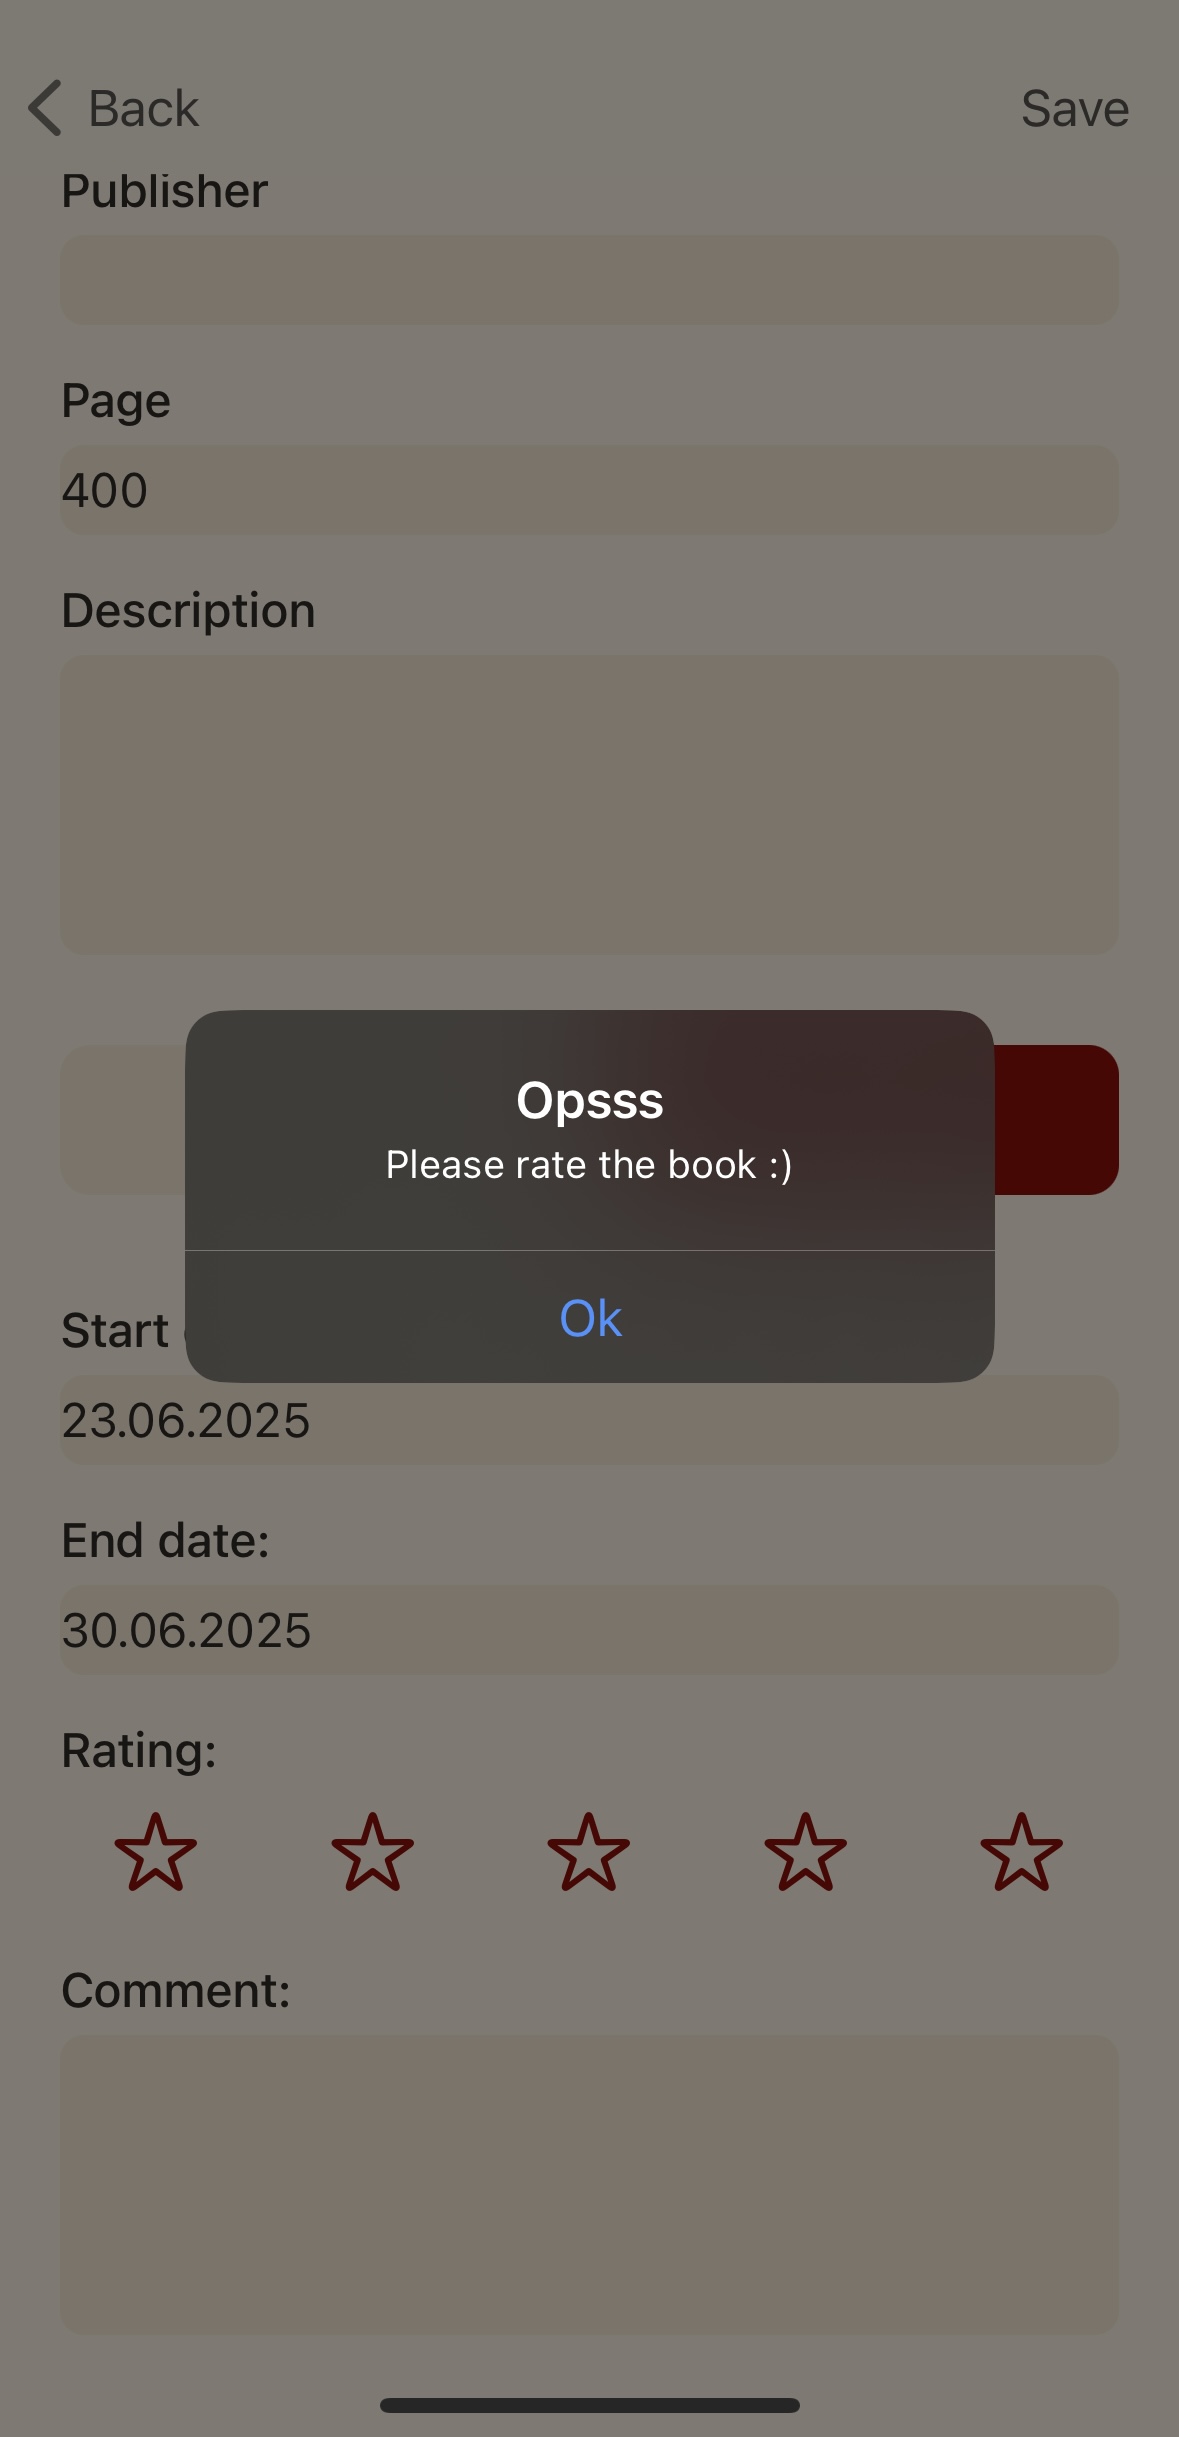 Back
Save
Publisher
Page
400
Description
Opsss
Please rate the book :)
Ok
Start
23.06.2025
End date:
30.06.2025
Rating:
Comment: